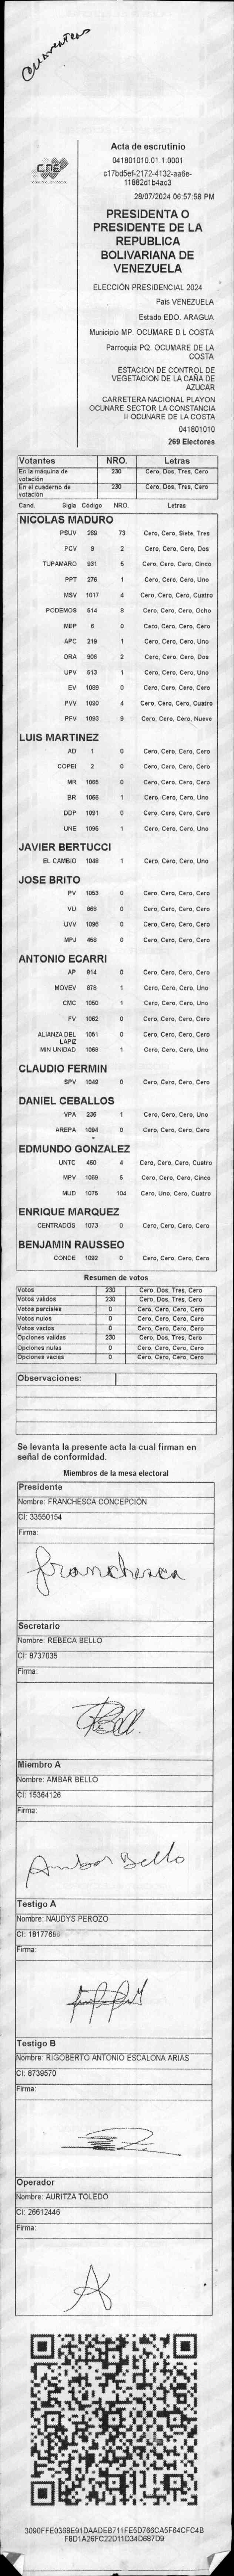 Cuarenteas
CNE
Acta de escrutinio
041801010.01.1.0001
c17bd5ef-2172-4132-aa6e-
11882d1b4ac3
28/07/2024 06:57:58 PM
PRESIDENTA O
PRESIDENTE DE LA
REPUBLICA
BOLIVARIANA DE
VENEZUELA
ELECCIÓN PRESIDENCIAL 2024
Pais VENEZUELA
Estado EDO. ARAGUA
Municipio MP. OCUMARE D L COSTA
Parroquia PQ. OCUMARE DE LA
COSTA
ESTACION DE CONTROL DE
VEGETACION DE LA CAÑA DE
AZUCAR
CARRETERA NACIONAL PLAYON
OCUNARE SECTOR LA CONSTANCIA
II OCUNARE DE LA COSTA
041801010
269 Electores
Votantes NRO. Letras
En la máquina de votación 230 Cero, Dos, Tres, Cero
En el cuaderno de votación 230 Cero, Dos, Tres, Cero
Cand. Sigla Código NRO. Letras
NICOLAS MADURO
PSUV 269 73 Cero, Cero, Siete, Tres
PCV 9 2 Cero, Cero, Cero, Dos
TUPAMARO 931 5 Cero, Cero, Cero, Cinco
PPT 276 1 Cero, Cero, Cero, Uno
MSV 1017 4 Cero, Cero, Cero, Cuatro
PODEMOS 514 8 Cero, Cero, Cero, Ocho
MEP 6 0 Cero, Cero, Cero, Cero
APC 219 1 Cero, Cero, Cero, Uno
ORA 906 2 Cero, Cero, Cero, Dos
UPV 513 1 Cero, Cero, Cero, Uno
EV 1089 0 Cero, Cero, Cero, Cero
PVV 1090 4 Cero, Cero, Cero, Cuatro
PFV 1093 9 Cero, Cero, Cero, Nueve
LUIS MARTINEZ
AD 1 0 Cero, Cero, Cero, Cero
COPEI 2 0 Cero, Cero, Cero, Cero
MR 1065 0 Cero, Cero, Cero, Cero
BR 1066 1 Cero, Cero, Cero, Uno
DDP 1091 0 Cero, Cero, Cero, Cero
UNE 1095 1 Cero, Cero, Cero, Uno
JAVIER BERTUCCI
EL CAMBIO 1048 1 Cero, Cero, Cero, Uno
JOSE BRITO
PV 1053 0 Cero, Cero, Cero, Cero
VU 868 0 Cero, Cero, Cero, Cero
UVV 1096 0 Cero, Cero, Cero, Cero
MPJ 458 0 Cero, Cero, Cero, Cero
ANTONIO ECARRI
AP 814 0 Cero, Cero, Cero, Cero
MOVEV 878 1 Cero, Cero, Cero, Uno
CMC 1050 1 Cero, Cero, Cero, Uno
FV 1062 0 Cero, Cero, Cero, Cero
ALIANZA DEL LAPIZ 1051 0 Cero, Cero, Cero, Cero
MIN UNIDAD 1068 1 Cero, Cero, Cero, Uno
CLAUDIO FERMIN
SPV 1049 0 Cero, Cero, Cero, Cero
DANIEL CEBALLOS
VPA 236 1 Cero, Cero, Cero, Uno
AREPA 1094 0 Cero, Cero, Cero, Cero
EDMUNDO GONZALEZ
UNTC 450 4 Cero, Cero, Cero, Cuatro
MPV 1069 5 Cero, Cero, Cero, Cinco
MUD 1075 104 Cero, Uno, Cero, Cuatro
ENRIQUE MARQUEZ
CENTRADOS 1073 0 Cero, Cero, Cero, Cero
BENJAMIN RAUSSEO
CONDE 1092 0 Cero, Cero, Cero, Cero
Resumen de votos
Votos 230 Cero, Dos, Tres, Cero
Votos validos 230 Cero, Dos, Tres, Cero
Votos parciales 0 Cero, Cero, Cero, Cero
Votos nulos 0 Cero, Cero, Cero, Cero
Votos vacios 0 Cero, Cero, Cero, Cero
Opciones validas 230 Cero, Dos, Tres, Cero
Opciones nulas 0 Cero, Cero, Cero, Cero
Opciones vacias 0 Cero, Cero, Cero, Cero
Observaciones:
Se levanta la presente acta la cual firman en
señal de conformidad.
Miembros de la mesa electoral
Presidente
Nombre: FRANCHESCA CONCEPCION
CI: 33550154
Firma:
Franchesca
Secretario
Nombre: REBECA BELLO
CI: 8737035
Firma:
Miembro A
Nombre: AMBAR BELLO
CI: 15364126
Firma:
Ambar Bello
Testigo A
Nombre: NAUDYS PEROZO
CI: 18177680
Firma:
Testigo B
Nombre: RIGOBERTO ANTONIO ESCALONA ARIAS
CI: 8739570
Firma:
Operador
Nombre: AURITZA TOLEDO
CI: 26612446
Firma:
3090FFE0368E91DAADEB711FE5D766CA5F64CFC4B
F8D1A26FC22D11D34D687D9